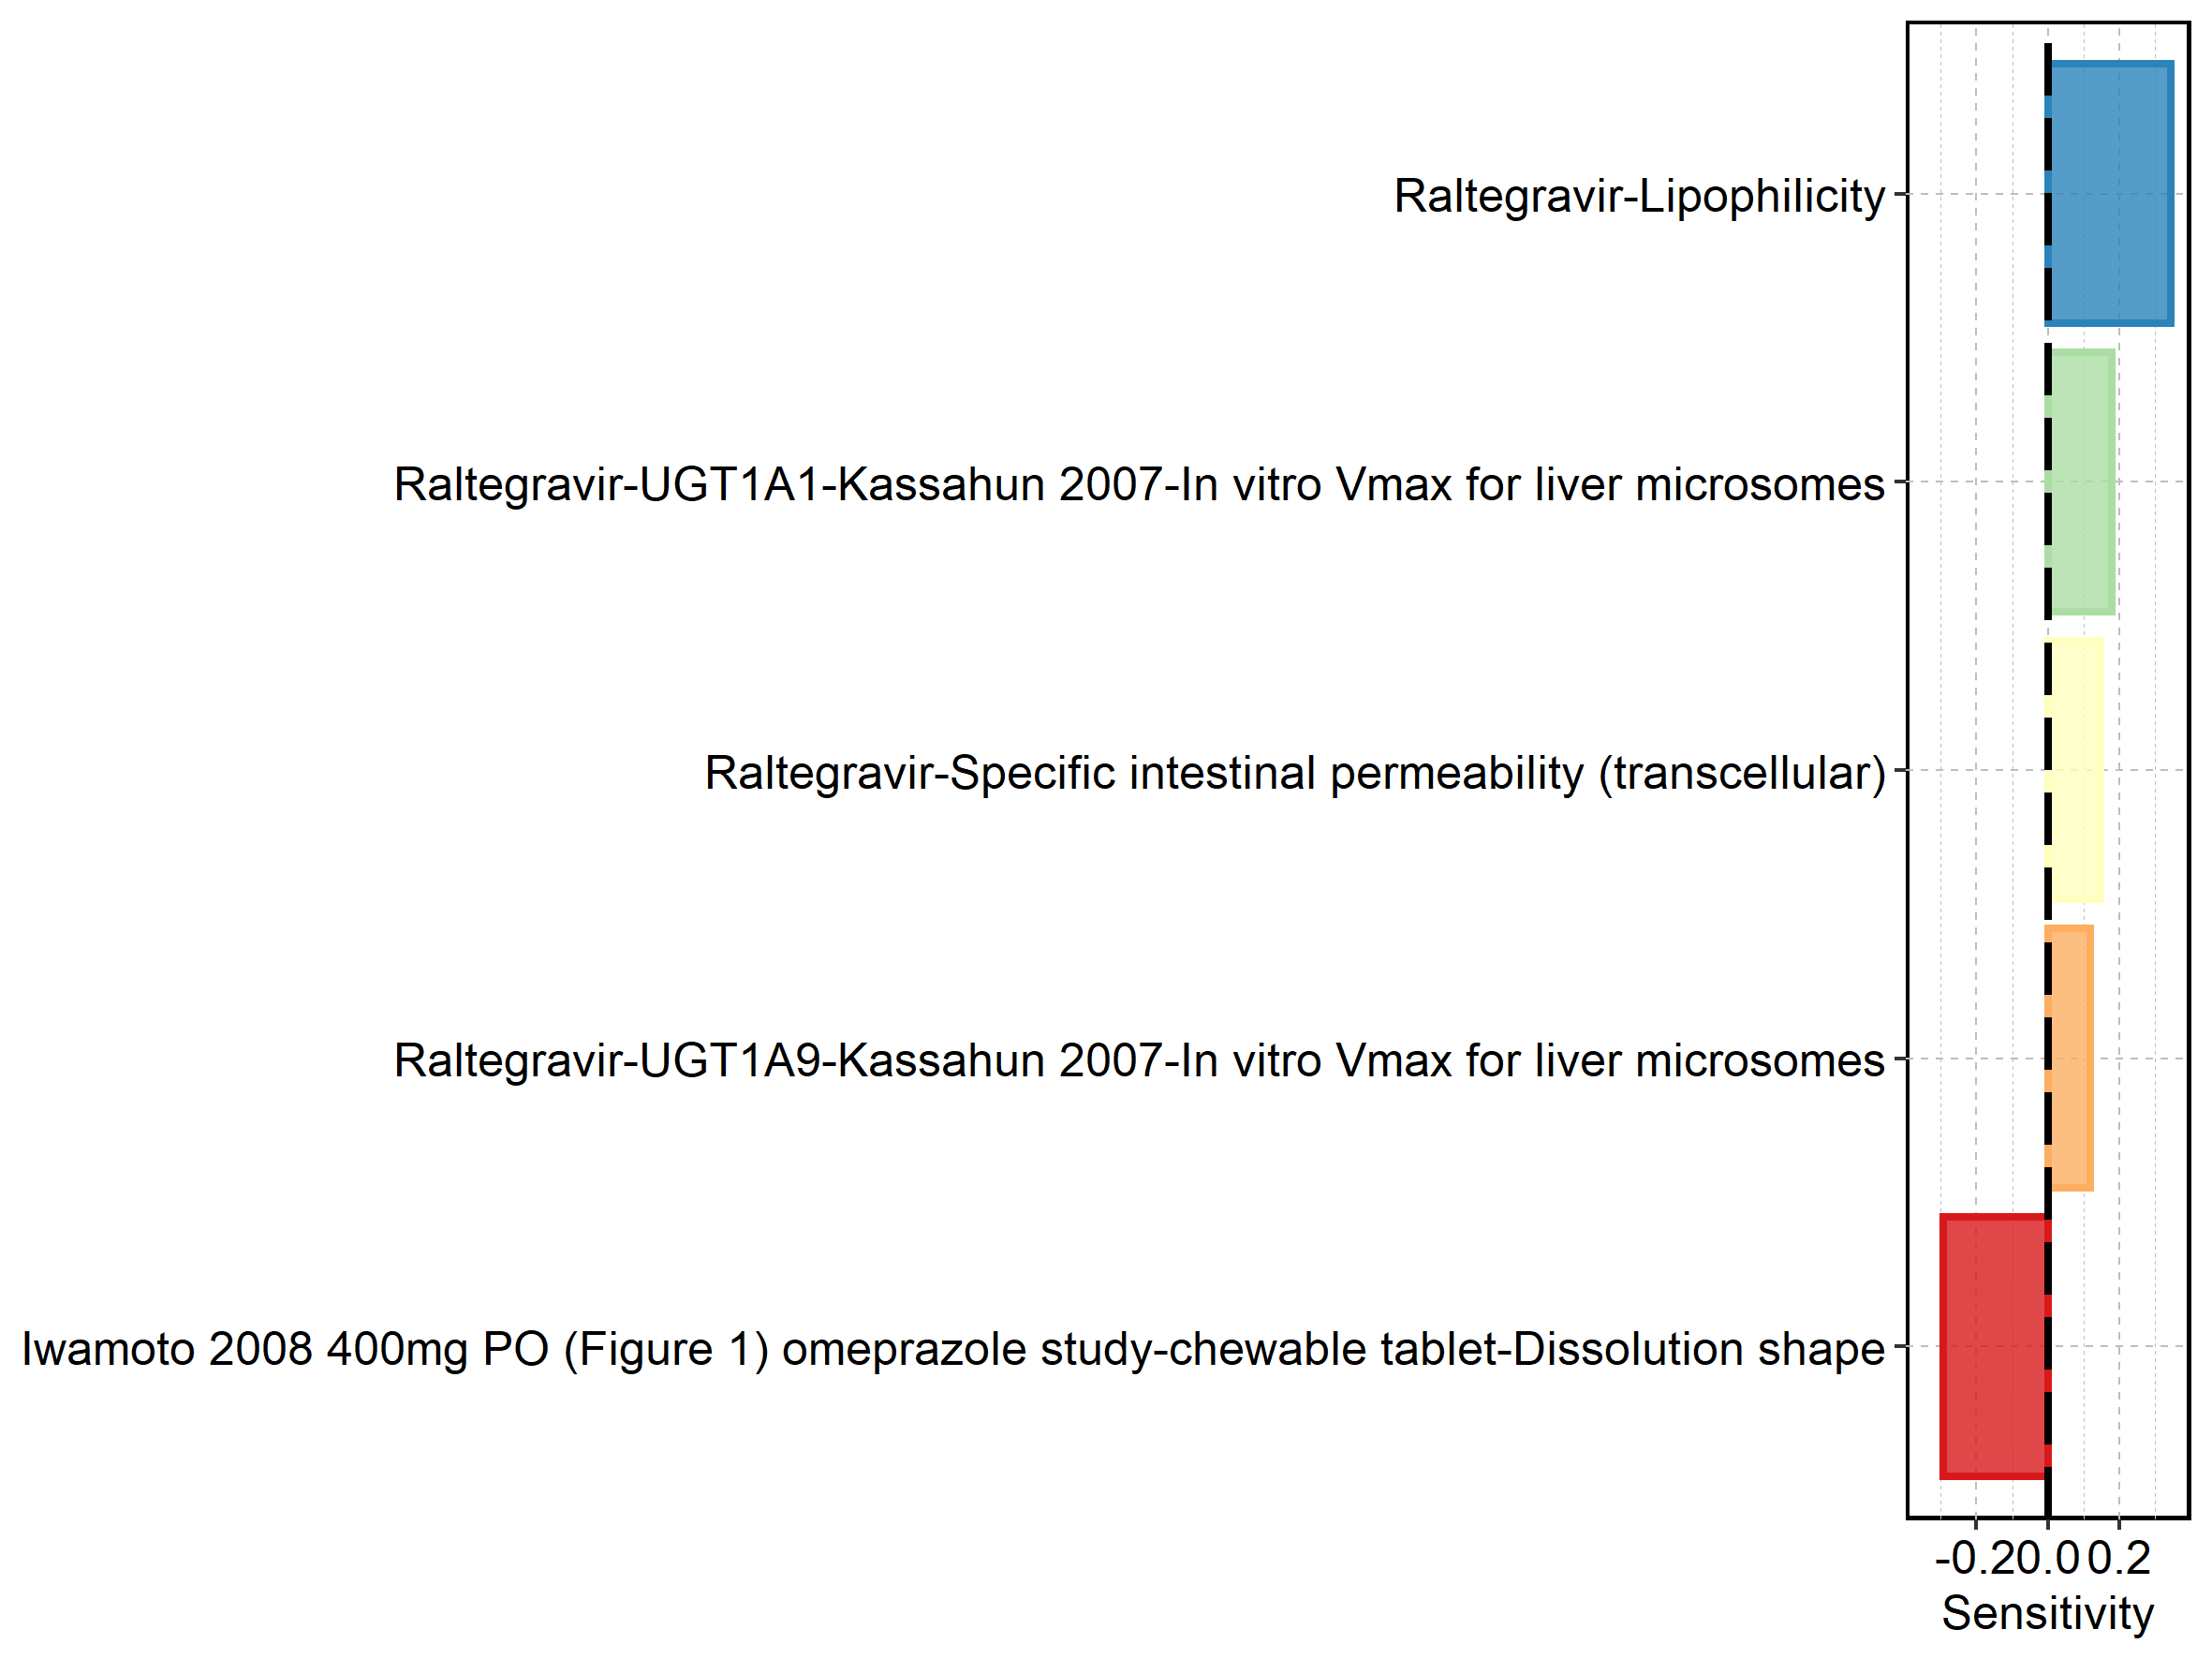 Raltegravir-Lipophilicity
Raltegravir-UGT1A1-Kassahun 2007-In vitro Vmax for liver microsomes
Raltegravir-Specific intestinal permeability (transcellular)
Raltegravir-UGT1A9-Kassahun 2007-In vitro Vmax for liver microsomes
Iwamoto 2008 400mg PO (Figure 1) omeprazole study-chewable tablet-Dissolution shape
-0.2 0.0 0.2
Sensitivity